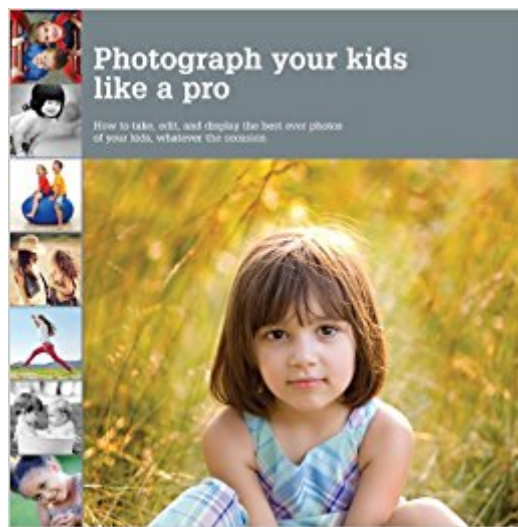 Photograph your kids
like a pro
How to take, edit, and display the best ever photos
of your kids, whatever the occasion